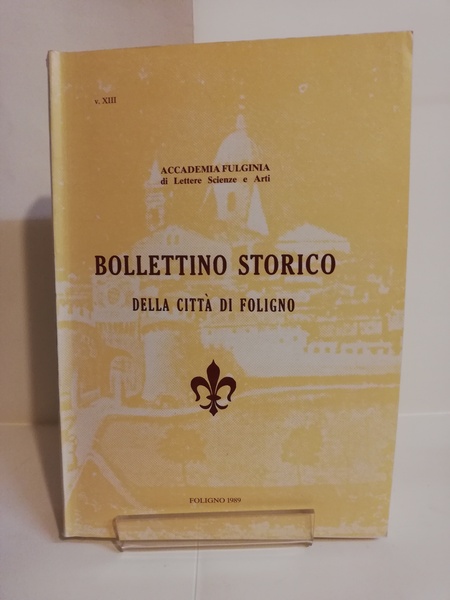 v. XIII
ACCADEMIA FULGINIA
di Lettere Scienze e Arti
BOLLETTINO STORICO
DELLA CITTÀ DI FOLIGNO
FOLIGNO 1989